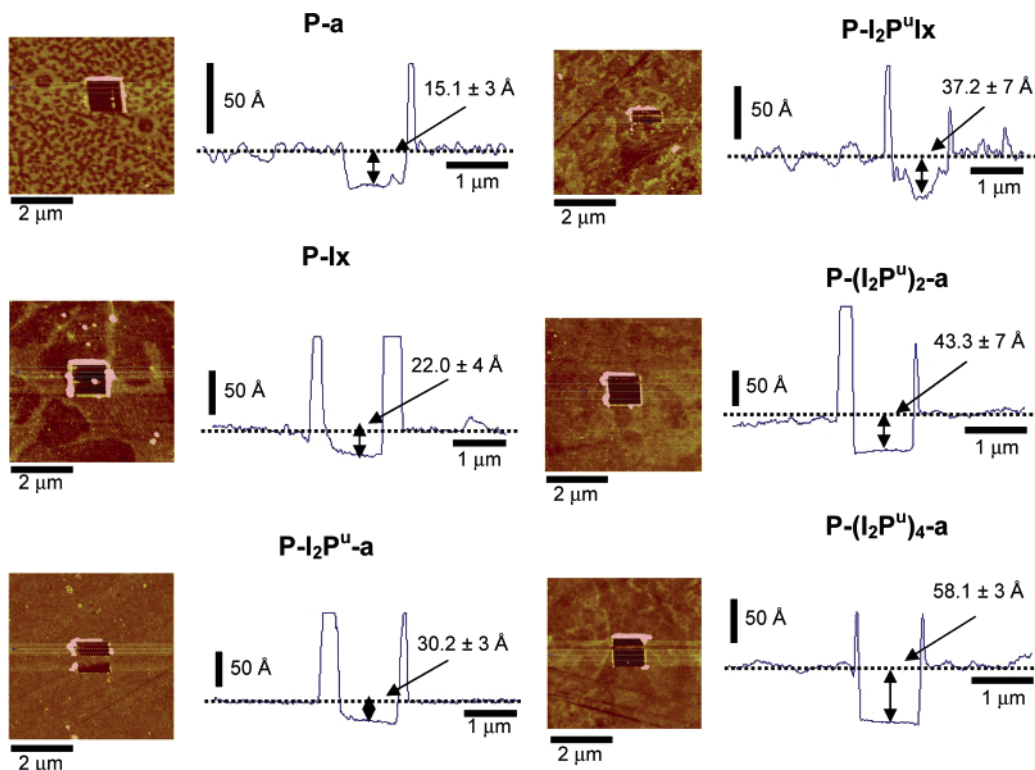 P-a
50 Å
15.1 ± 3 Å
1 μm
2 μm
P-I₂PᵘIx
50 Å
37.2 ± 7 Å
1 μm
2 μm
P-Ix
50 Å
22.0 ± 4 Å
1 μm
2 μm
P-(I₂Pᵘ)₂-a
50 Å
43.3 ± 7 Å
1 μm
2 μm
P-I₂Pᵘ-a
50 Å
30.2 ± 3 Å
1 μm
2 μm
P-(I₂Pᵘ)₄-a
50 Å
58.1 ± 3 Å
1 μm
2 μm